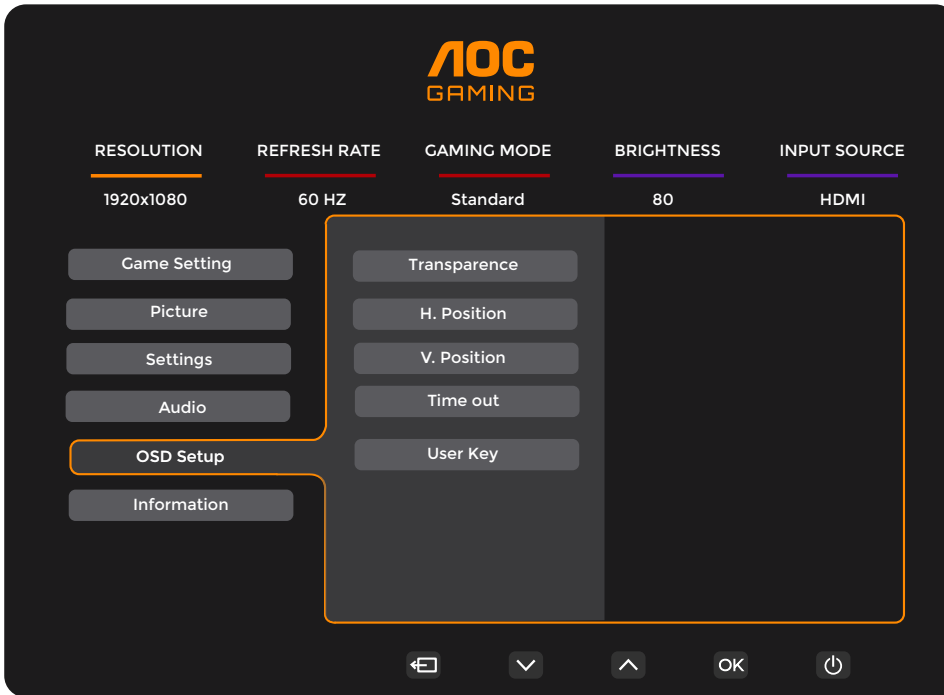 AOC
GAMING
RESOLUTION REFRESH RATE GAMING MODE BRIGHTNESS INPUT SOURCE
1920x1080 60 HZ Standard 80 HDMI
Game Setting
Picture
Settings
Audio
OSD Setup
Information
Transparence
H. Position
V. Position
Time out
User Key
OK